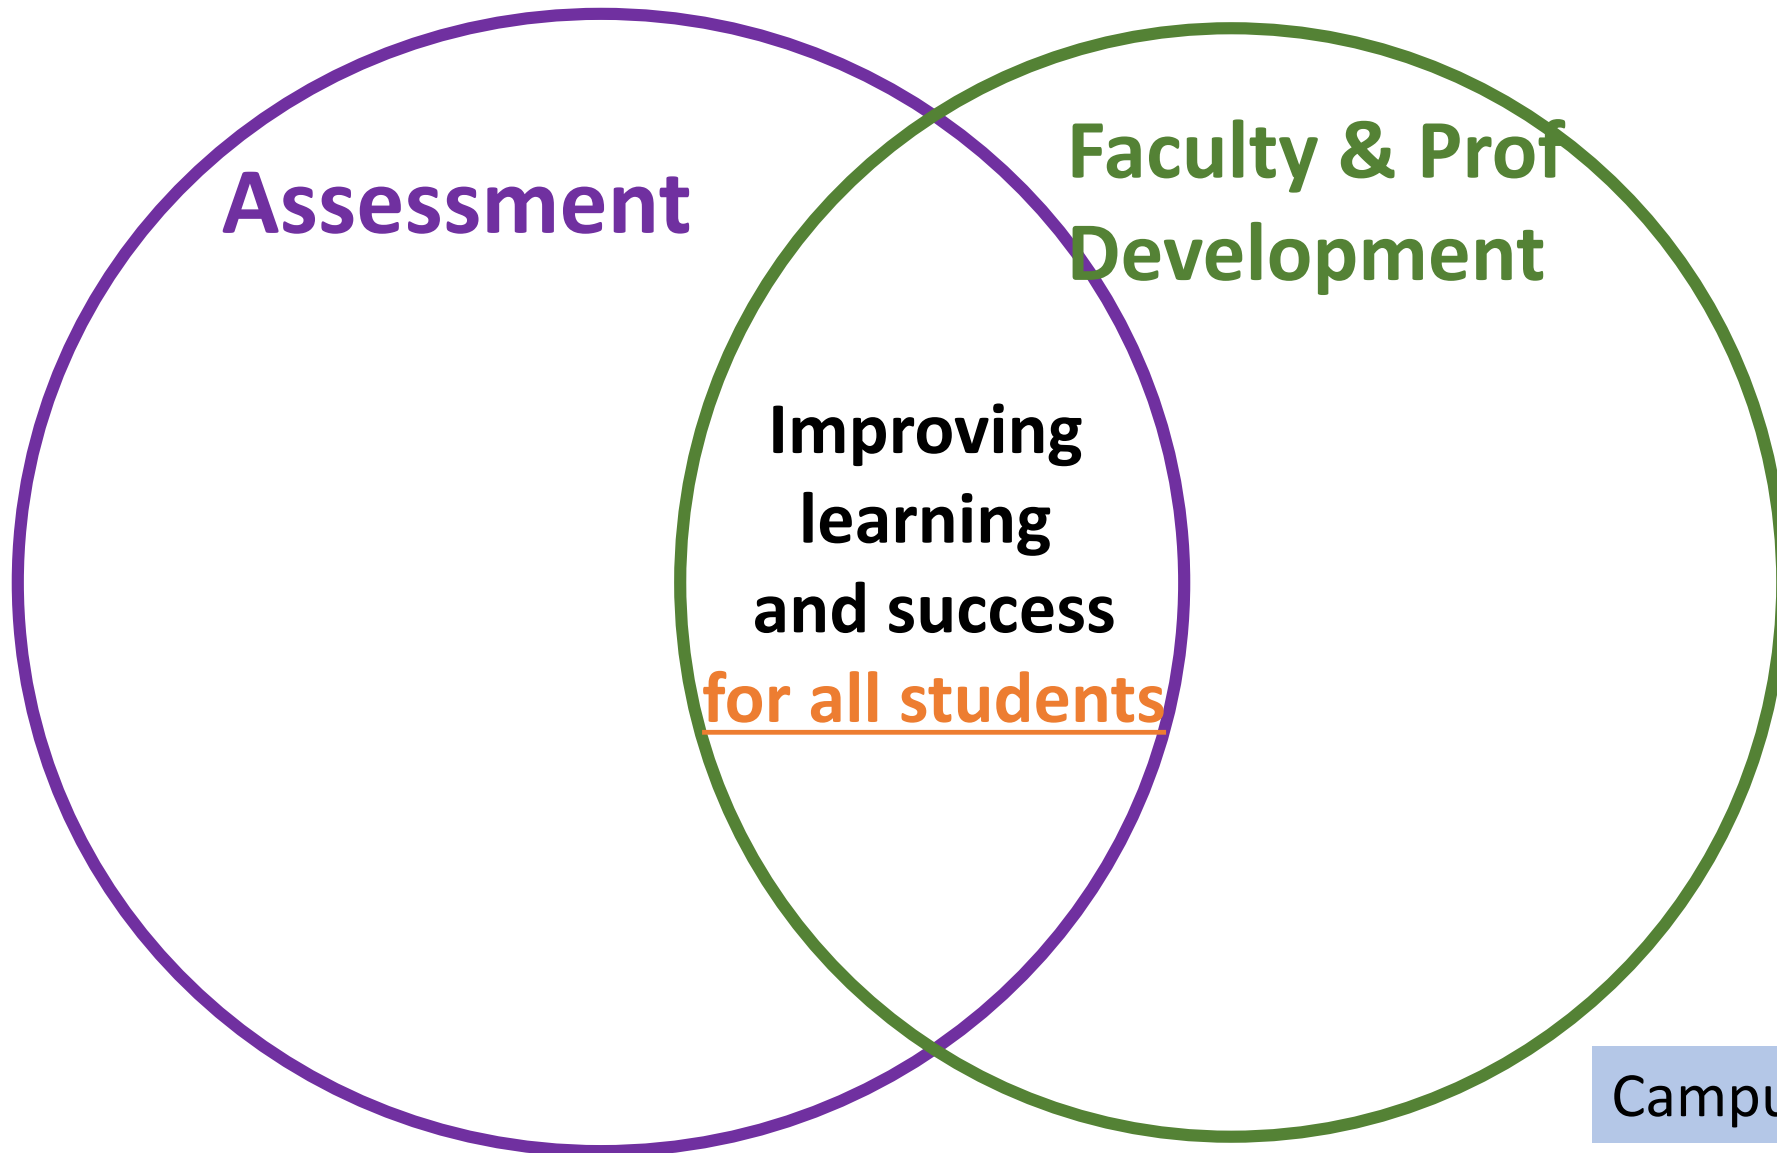 Assessment
Faculty & Prof
Development
Improving
learning
and success
for all students